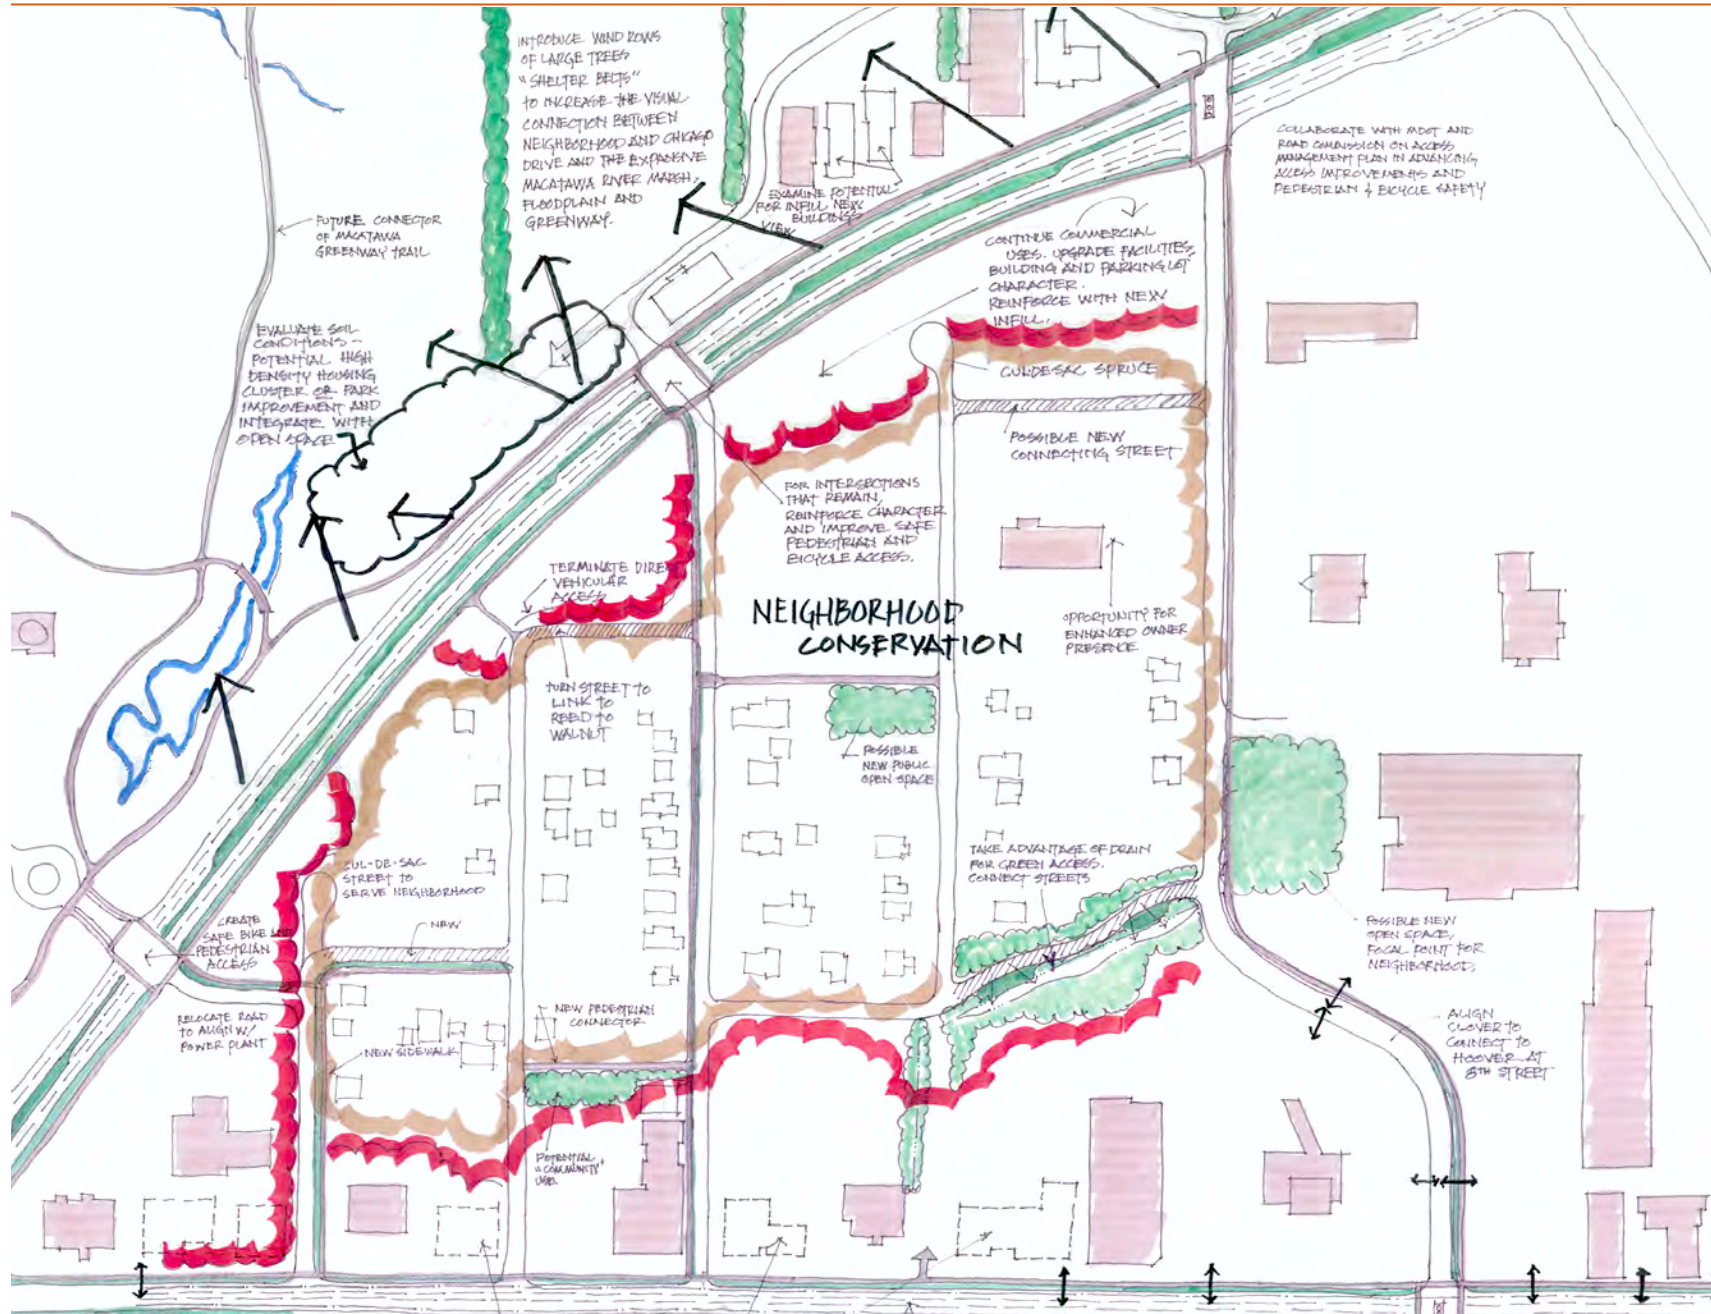 INTRODUCE WIND ROWS
OF LARGE TREES
"SHELTER BELTS"
TO INCREASE THE VISUAL
CONNECTION BETWEEN
NEIGHBORHOOD AND CHICAGO
DRIVE AND THE EXPANSIVE
MACATAWA RIVER MARSH,
FLOODPLAIN AND
GREENWAY.
COLLABORATE WITH MDOT AND
ROAD COMMISSION ON ACCESS
MANAGEMENT PLAN IN ADVANCING
ACCESS IMPROVEMENTS AND
PEDESTRIAN & BICYCLE SAFETY
EXAMINE POTENTIAL
FOR INFILL NEW
BUILDINGS
VIEW
FUTURE CONNECTOR
OF MACATAWA
GREENWAY TRAIL
CONTINUE COMMERCIAL
USES. UPGRADE FACILITIES,
BUILDING AND PARKING LOT
CHARACTER.
REINFORCE WITH NEW
INFILL.
EVALUATE SOIL
CONDITIONS -
POTENTIAL HIGH
DENSITY HOUSING
CLUSTER OR PARK
IMPROVEMENT AND
INTEGRATE WITH
OPEN SPACE
CUL-DE-SAC SPRUCE
POSSIBLE NEW
CONNECTING STREET
FOR INTERSECTIONS
THAT REMAIN,
REINFORCE CHARACTER
AND IMPROVE SAFE
PEDESTRIAN AND
BICYCLE ACCESS.
TERMINATE DIRECT
VEHICULAR
ACCESS
NEIGHBORHOOD
CONSERVATION
OPPORTUNITY FOR
ENHANCED OWNER
PRESENCE
TURN STREET TO
LINK TO
REED TO
WALNUT
POSSIBLE
NEW PUBLIC
OPEN SPACE
TAKE ADVANTAGE OF DRAIN
FOR GREEN ACCESS.
CONNECT STREETS
CUL-DE-SAC
STREET TO
SERVE NEIGHBORHOOD
NEW
CREATE
SAFE BIKE AND
PEDESTRIAN
ACCESS
POSSIBLE NEW
OPEN SPACE,
FOCAL POINT FOR
NEIGHBORHOOD,
RELOCATE ROAD
TO ALIGN W/
POWER PLANT
NEW PEDESTRIAN
CONNECTOR
NEW SIDEWALK
ALIGN
CLOVER TO
CONNECT TO
HOOVER AT
8TH STREET
POTENTIAL
"COMMUNITY"
USE.